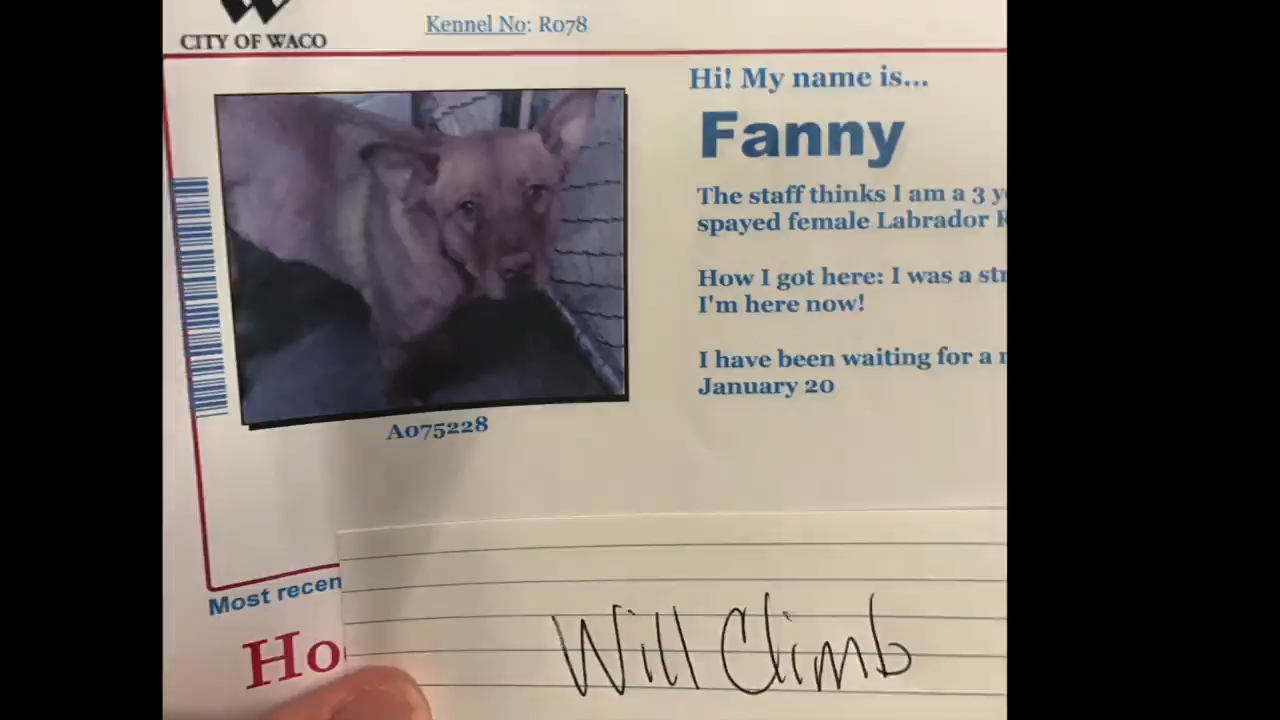 CITY OF WACO
Kennel No: R078
Hi! My name is...
Fanny
The staff thinks I am a 3 y
spayed female Labrador R
How I got here: I was a str
I'm here now!
I have been waiting for a
January 20
A075228
Most recen
Ho
Will Climb